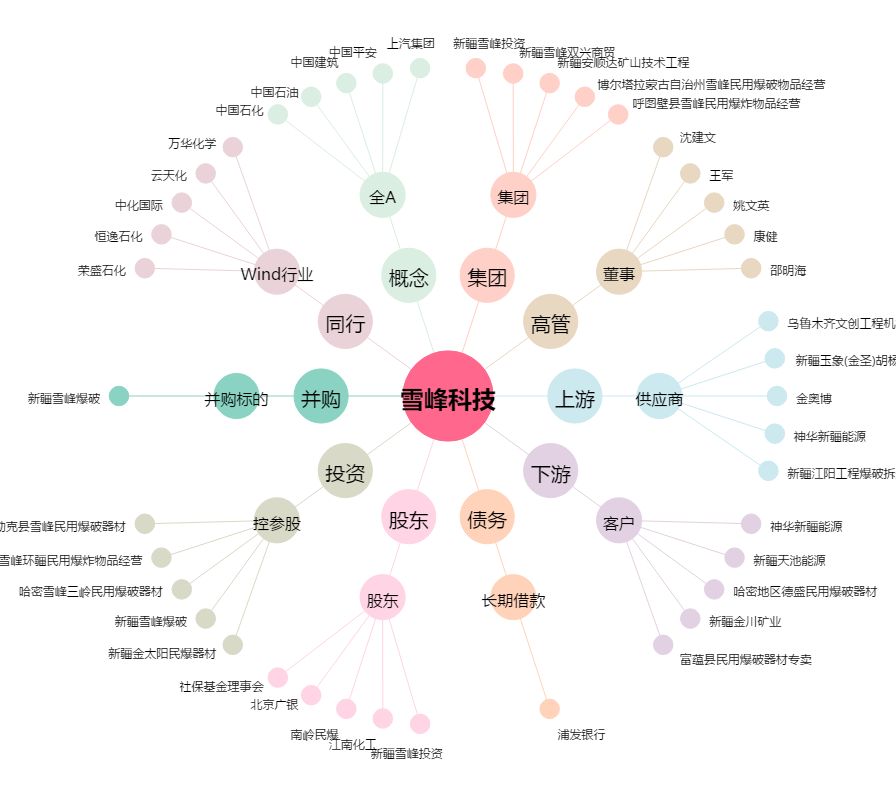 上汽集团
新疆雪峰投资
中国平安
新疆雪峰双兴商贸
中国建筑
新疆安顺达矿山技术工程
中国石油
博尔塔拉蒙古自治州雪峰民用爆破物品经营
中国石化
呼图壁县雪峰民用爆炸物品经营
万华化学
沈建文
云天化
王军
全A
集团
中化国际
姚文英
恒逸石化
康健
荣盛石化
邵明海
Wind行业
概念
集团
董事
同行
高管
乌鲁木齐文创工程机
新疆玉象(金圣)胡杨
新疆雪峰爆破
并购标的
并购
雪峰科技
上游
供应商
金奥博
神华新疆能源
新疆江阳工程爆破拆
投资
下游
控参股
股东
债务
客户
勒克县雪峰民用爆破器材
神华新疆能源
雪峰环疆民用爆炸物品经营
新疆天池能源
哈密雪峰三岭民用爆破器材
哈密地区德盛民用爆破器材
股东
长期借款
新疆雪峰爆破
新疆金川矿业
新疆金太阳民爆器材
富蕴县民用爆破器材专卖
社保基金理事会
北京广银
南岭民爆
江南化工
新疆雪峰投资
浦发银行